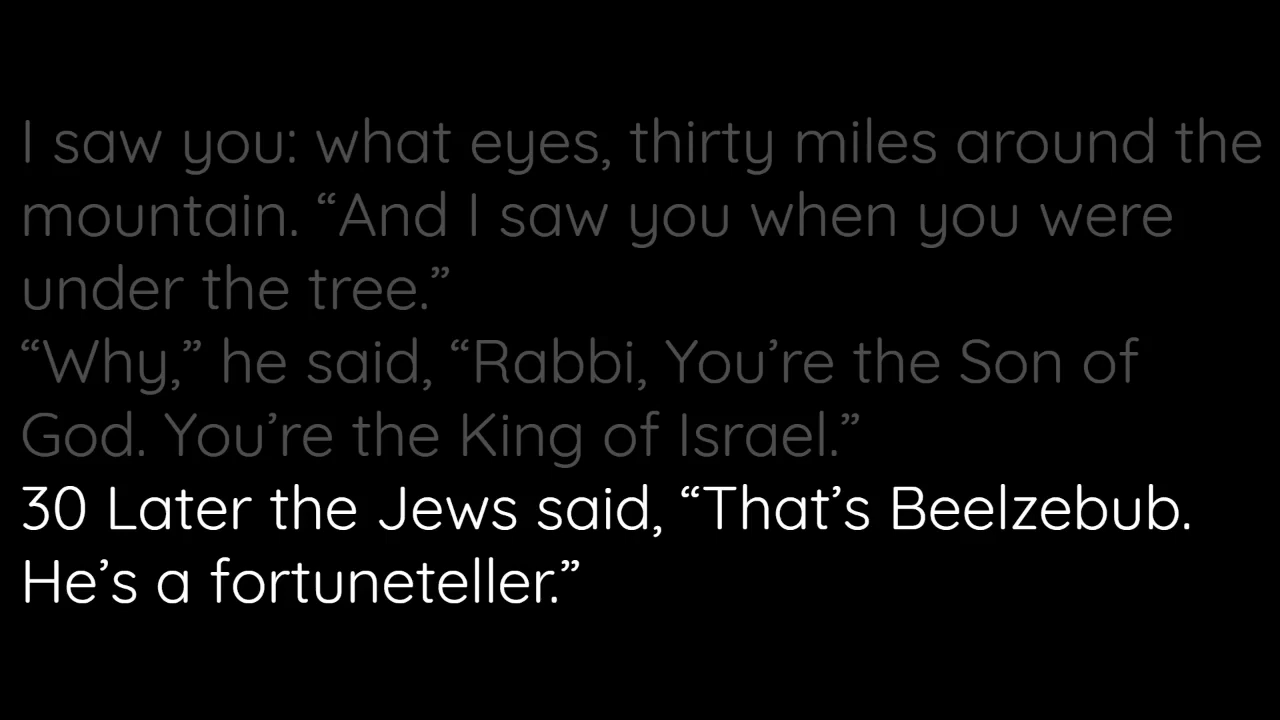 I saw you: what eyes, thirty miles around the
mountain. “And I saw you when you were
under the tree.”
“Why,” he said, “Rabbi, You’re the Son of
God. You’re the King of Israel.”
30 Later the Jews said, “That’s Beelzebub.
He’s a fortuneteller.”